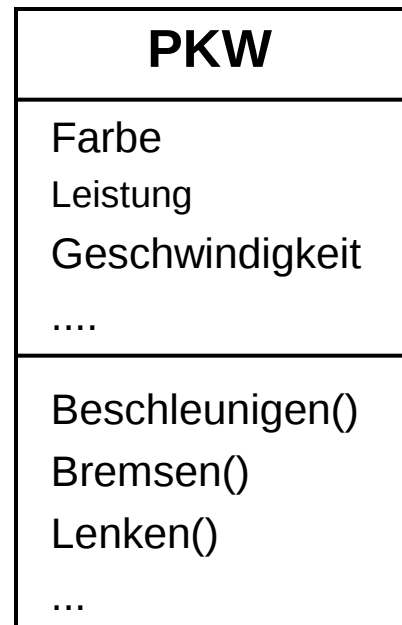 PKW
Farbe
Leistung
Geschwindigkeit
....
Beschleunigen()
Bremsen()
Lenken()
...